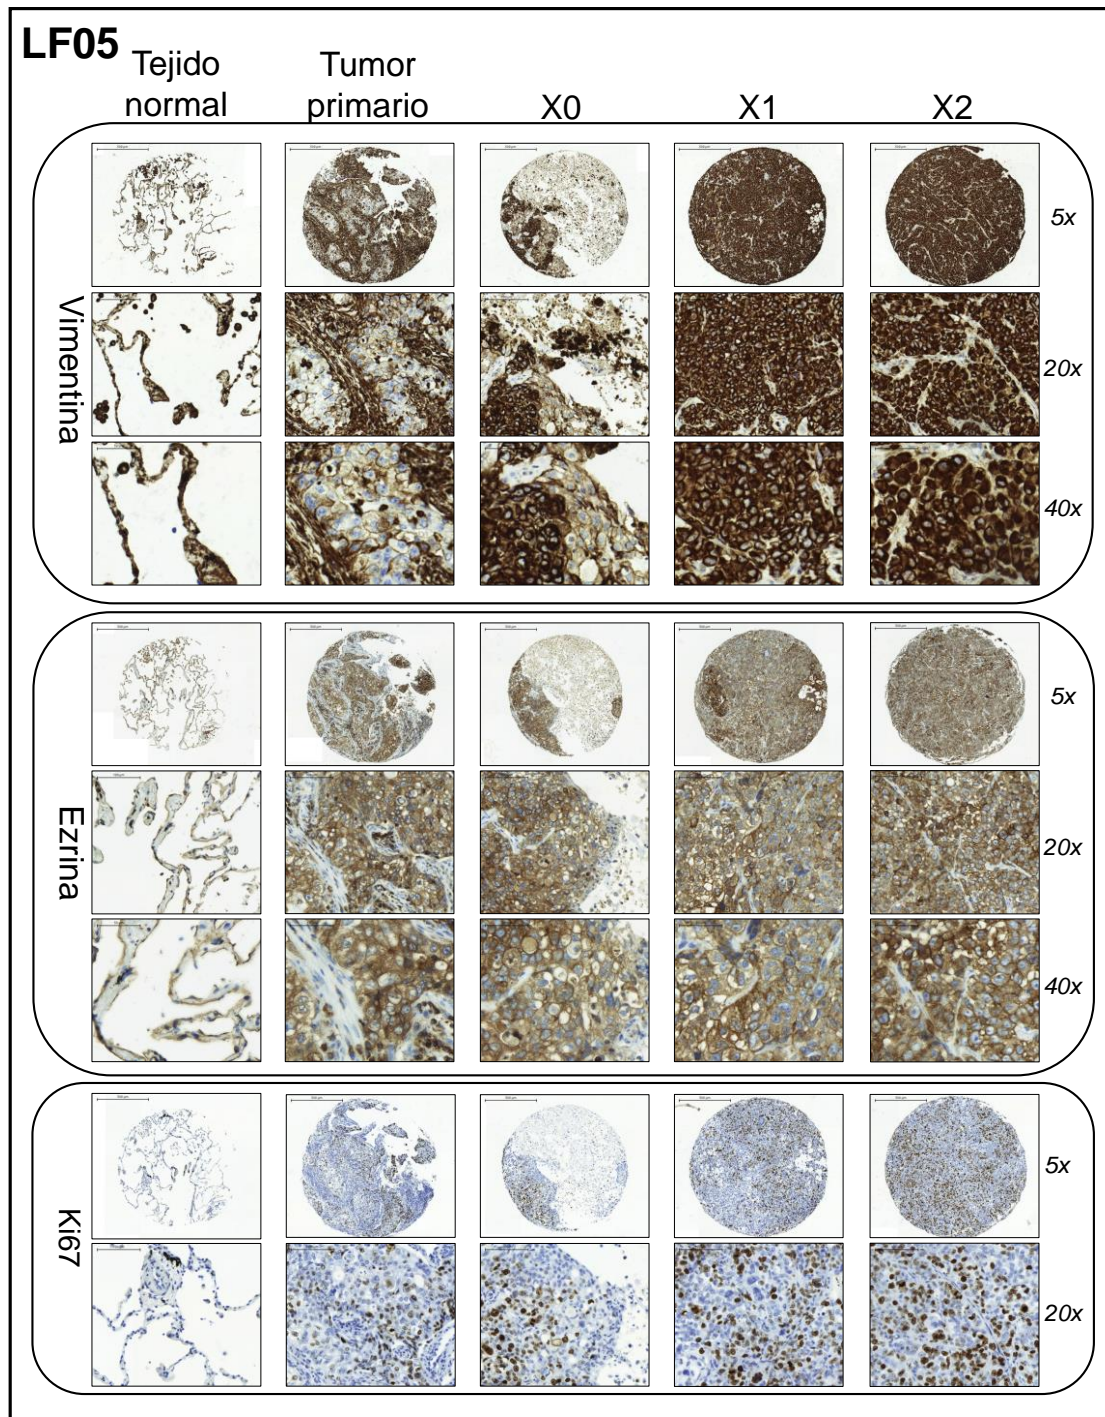 LF05
Tejido
normal
Tumor
primario
X0
X1
X2
Vimentina
5x
20x
40x
Ezrina
5x
20x
40x
Ki67
5x
20x